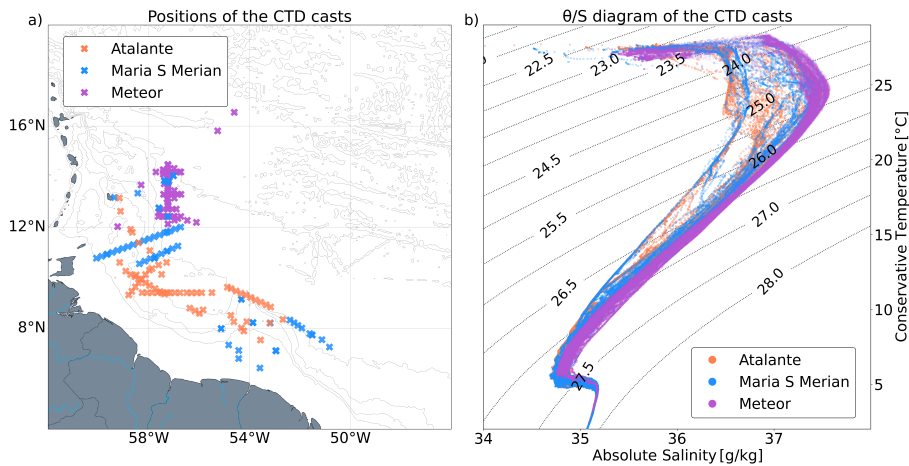 a)
Positions of the CTD casts
Atalante
Maria S Merian
Meteor
16°N
12°N
8°N
58°W
54°W
50°W
b)
θ/S diagram of the CTD casts
22.5
23.0
23.5
24.0
24.5
25.0
25.5
26.0
26.5
27.0
27.5
28.0
Atalante
Maria S Merian
Meteor
25
20
15
10
5
Conservative Temperature [°C]
34
35
36
37
Absolute Salinity [g/kg]